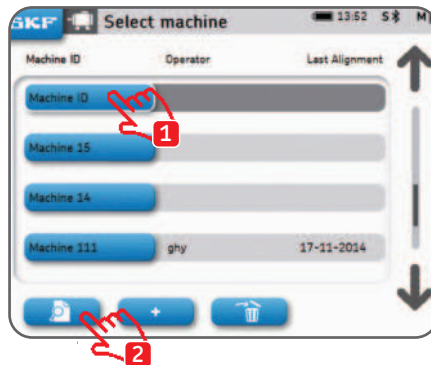 SKF Select machine 13:52 S M
Machine ID Operator Last Alignment
Machine ID
1
Machine 15
Machine 14
Machine 111 ghy 17-11-2014
+
2